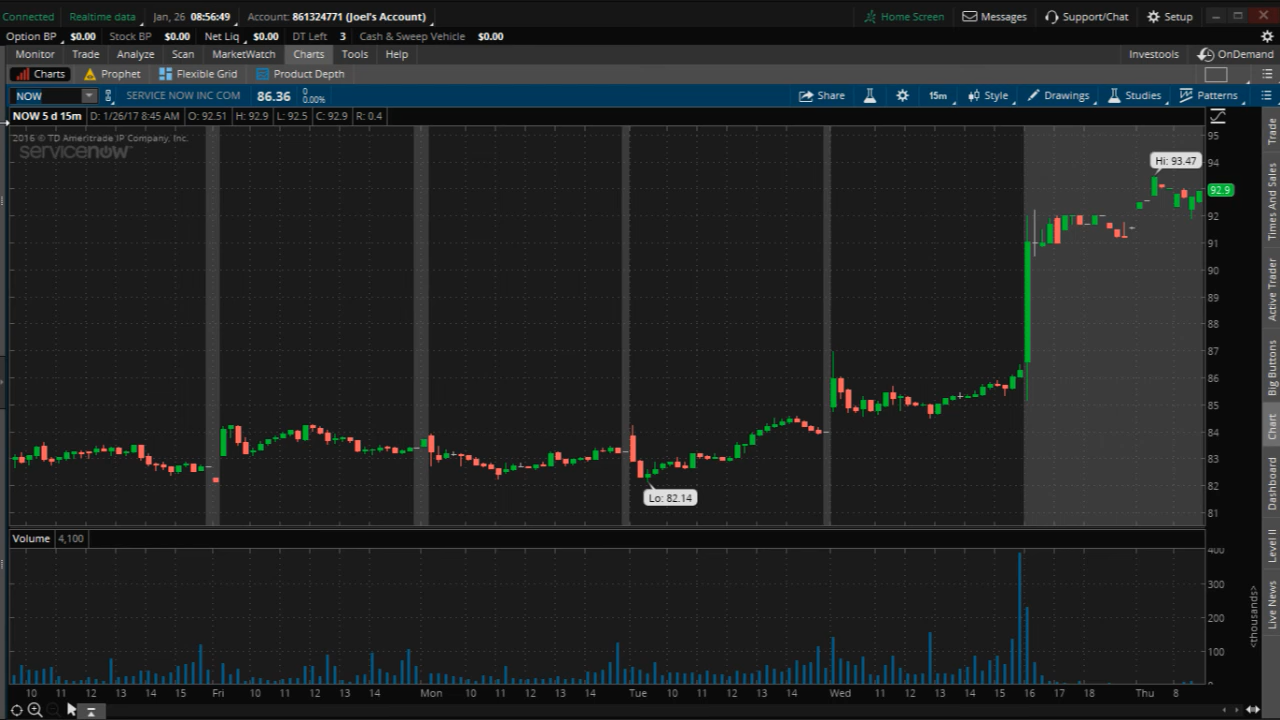 Connected Realtime data Jan, 26 08:56:49 Account: 861324771 (Joel's Account) Home Screen Messages Support/Chat Setup
Option BP $0.00 Stock BP $0.00 Net Liq $0.00 DT Left 3 Cash & Sweep Vehicle $0.00
Monitor Trade Analyze Scan MarketWatch Charts Tools Help Investools OnDemand
Charts Prophet Flexible Grid Product Depth
NOW SERVICE NOW INC COM 86.36 0 0.00% Share 15m Style Drawings Studies Patterns
NOW 5 d 15m D: 1/26/17 8:45 AM O: 92.51 H: 92.9 L: 92.5 C: 92.9 R: 0.4
2016 © TD Ameritrade IP Company, Inc.
servicenow
Hi: 93.47
Lo: 82.14
95
94
92.9
92
91
90
89
88
87
86
85
84
83
82
81
Volume 4,100
400
300
200
100
<thousands>
10 11 12 13 14 15 Fri 10 11 12 13 14 Mon 10 11 12 13 14 Tue 10 11 12 13 14 Wed 11 13 14 15 16 17 18 Thu 8
Trade
Times And Sales
Active Trader
Big Buttons
Chart
Dashboard
Level II
Live News